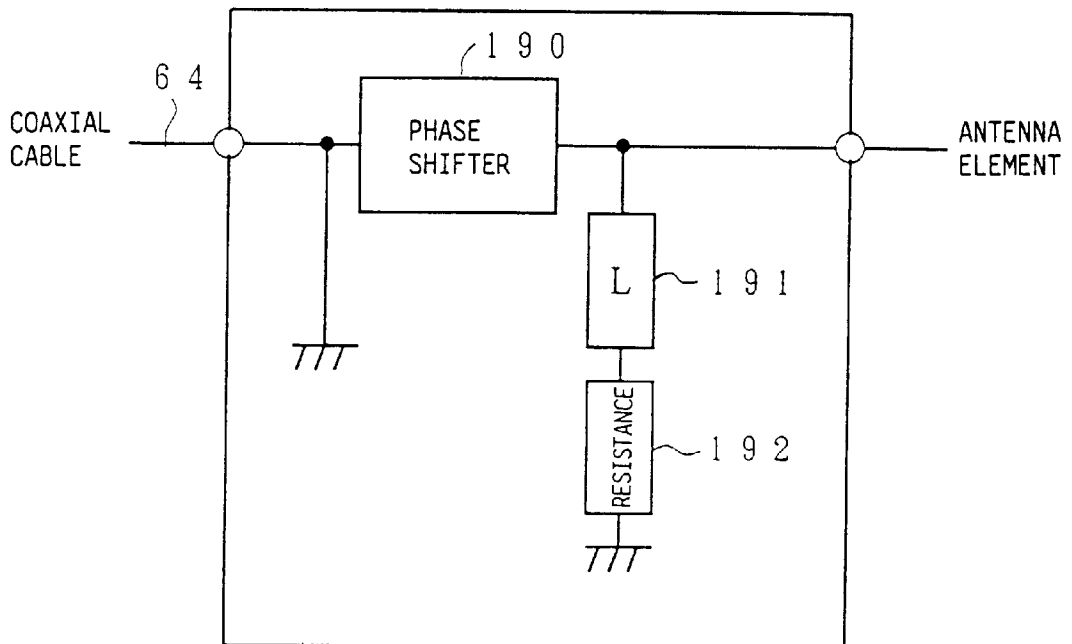 1 9 0
6 4
COAXIAL
CABLE
PHASE
SHIFTER
ANTENNA
ELEMENT
L
1 9 1
RESISTANCE
1 9 2